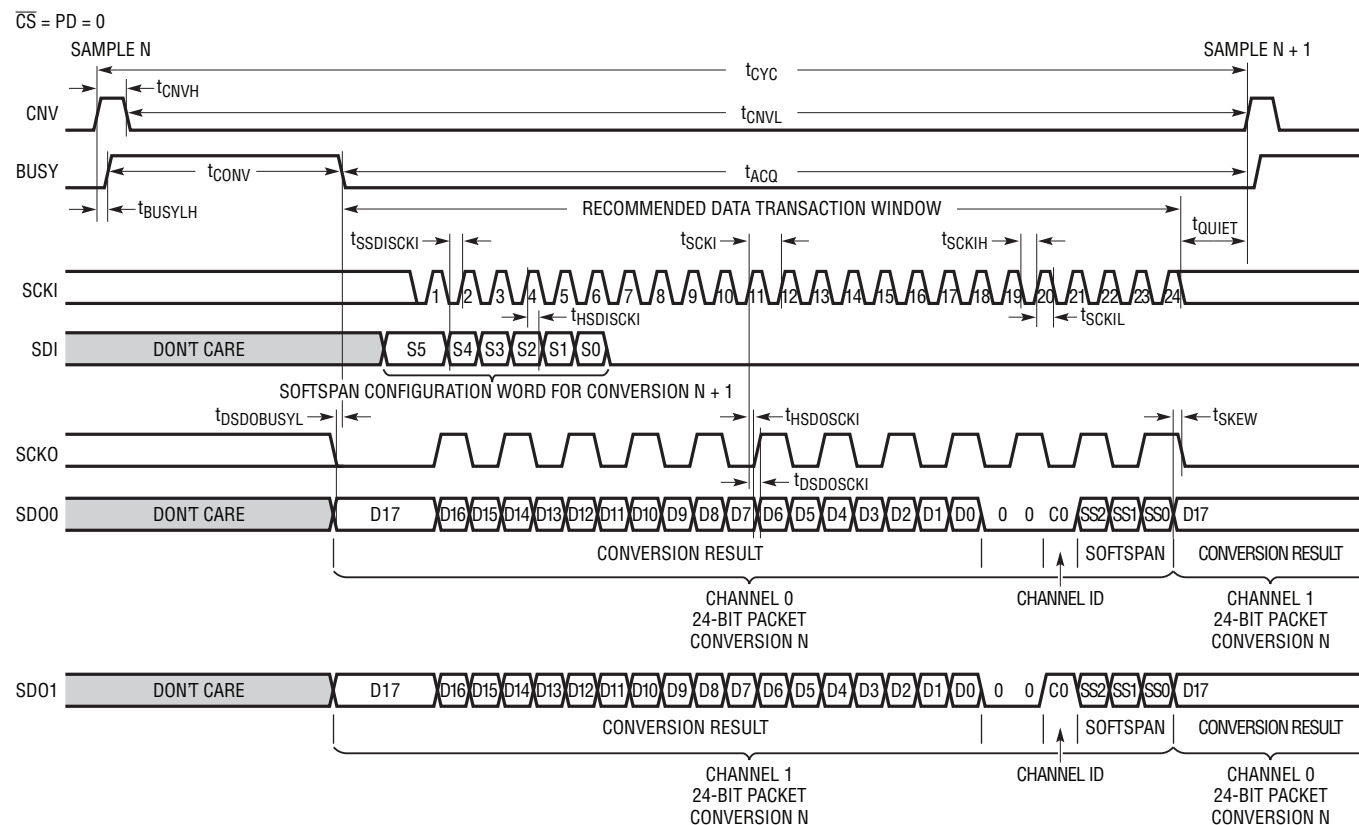 CS = PD = 0
SAMPLE N
SAMPLE N + 1
tCYC
tCNVH
CNV
tCNVL
BUSY
tCONV
tACQ
tBUSYLH
RECOMMENDED DATA TRANSACTION WINDOW
tQUIET
tSSDISCKI
tSCKI
tSCKIH
SCKI
1 2 3 4 5 6 7 8 9 10 11 12 13 14 15 16 17 18 19 20 21 22 23 24
tHSDISCKI
tSCKIL
SDI
DON'T CARE
S5 S4 S3 S2 S1 S0
SOFTSPAN CONFIGURATION WORD FOR CONVERSION N + 1
tDSDOBUSYL
tHSDOSCKI
tSKEW
SCKO
tDSDOSCKI
SDO0
DON'T CARE
D17 D16 D15 D14 D13 D12 D11 D10 D9 D8 D7 D6 D5 D4 D3 D2 D1 D0 0 0 C0 SS2 SS1 SS0 D17
CONVERSION RESULT
SOFTSPAN
CONVERSION RESULT
CHANNEL 0
24-BIT PACKET
CONVERSION N
CHANNEL ID
CHANNEL 1
24-BIT PACKET
CONVERSION N
SDO1
DON'T CARE
D17 D16 D15 D14 D13 D12 D11 D10 D9 D8 D7 D6 D5 D4 D3 D2 D1 D0 0 0 C0 SS2 SS1 SS0 D17
CONVERSION RESULT
SOFTSPAN
CONVERSION RESULT
CHANNEL 1
24-BIT PACKET
CONVERSION N
CHANNEL ID
CHANNEL 0
24-BIT PACKET
CONVERSION N